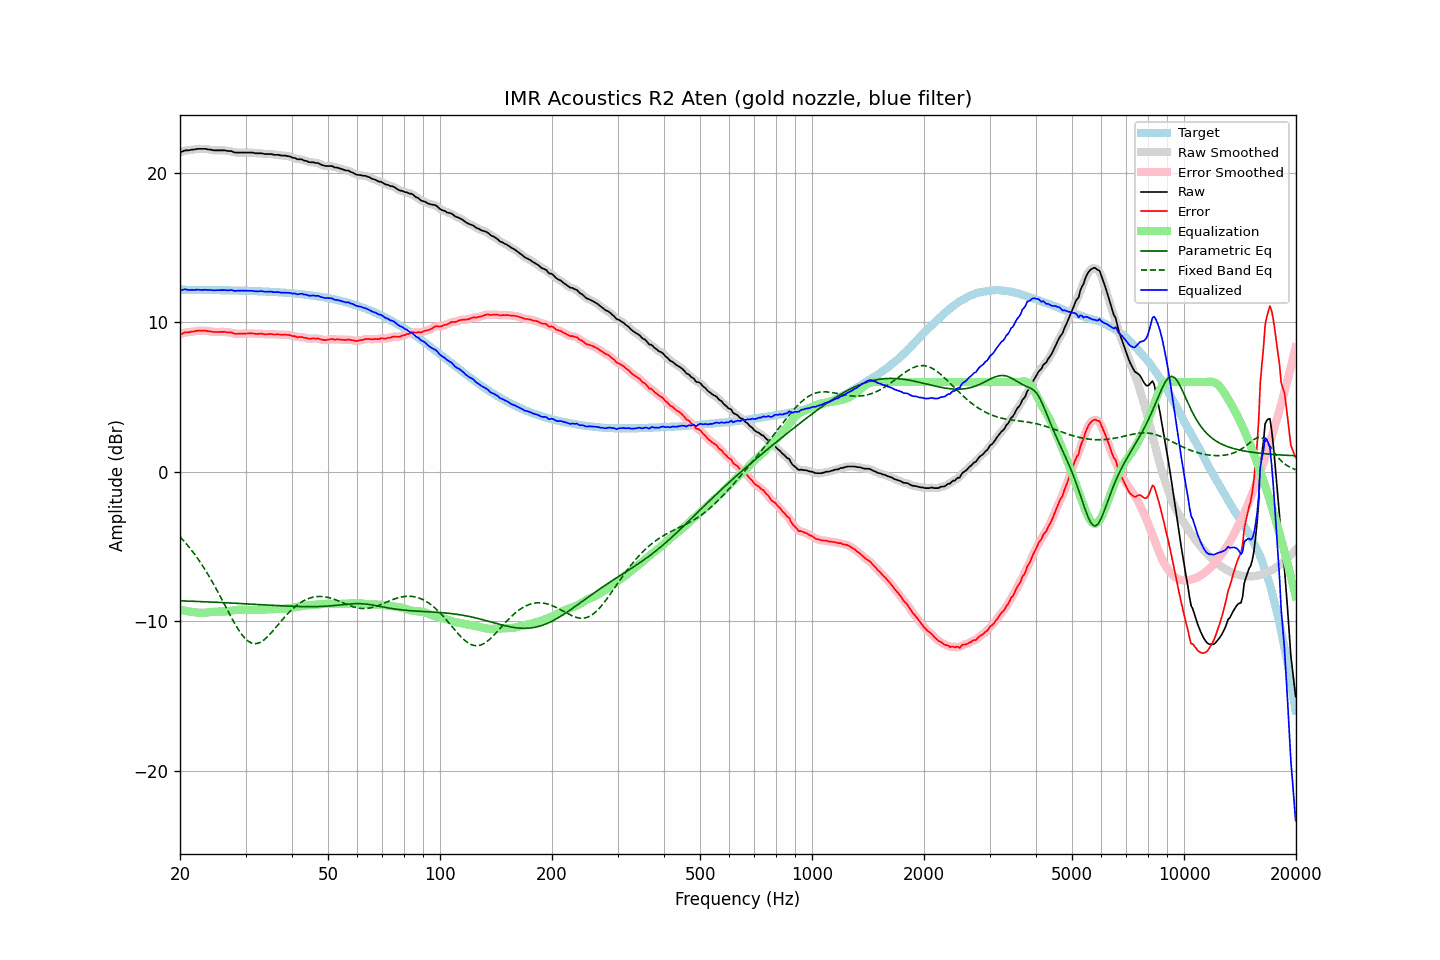 IMR Acoustics R2 Aten (gold nozzle, blue filter)
Target
Raw Smoothed
Error Smoothed
Raw
Error
Equalization
Parametric Eq
Fixed Band Eq
Equalized
20
10
0
−10
−20
Amplitude (dBr)
20 50 100 200 500 1000 2000 5000 10000 20000
Frequency (Hz)